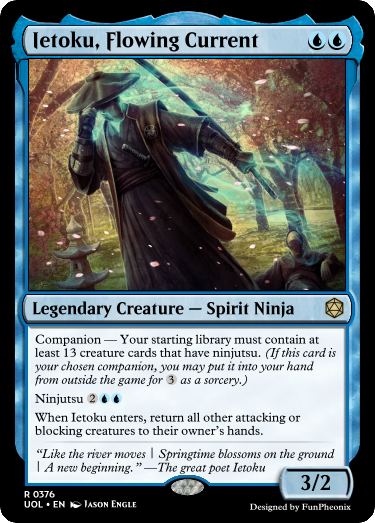 Ietoku, Flowing Current
Legendary Creature — Spirit Ninja
Companion — Your starting library must contain at
least 13 creature cards that have ninjutsu. (If this card is
your chosen companion, you may put it into your hand
from outside the game for 3 as a sorcery.)
Ninjutsu 2
When Ietoku enters, return all other attacking or
blocking creatures to their owner's hands.
“Like the river moves | Springtime blossoms on the ground
| A new beginning.” —The great poet Ietoku
3/2
R 0376
UOL • EN Jason Engle
Designed by FunPheonix